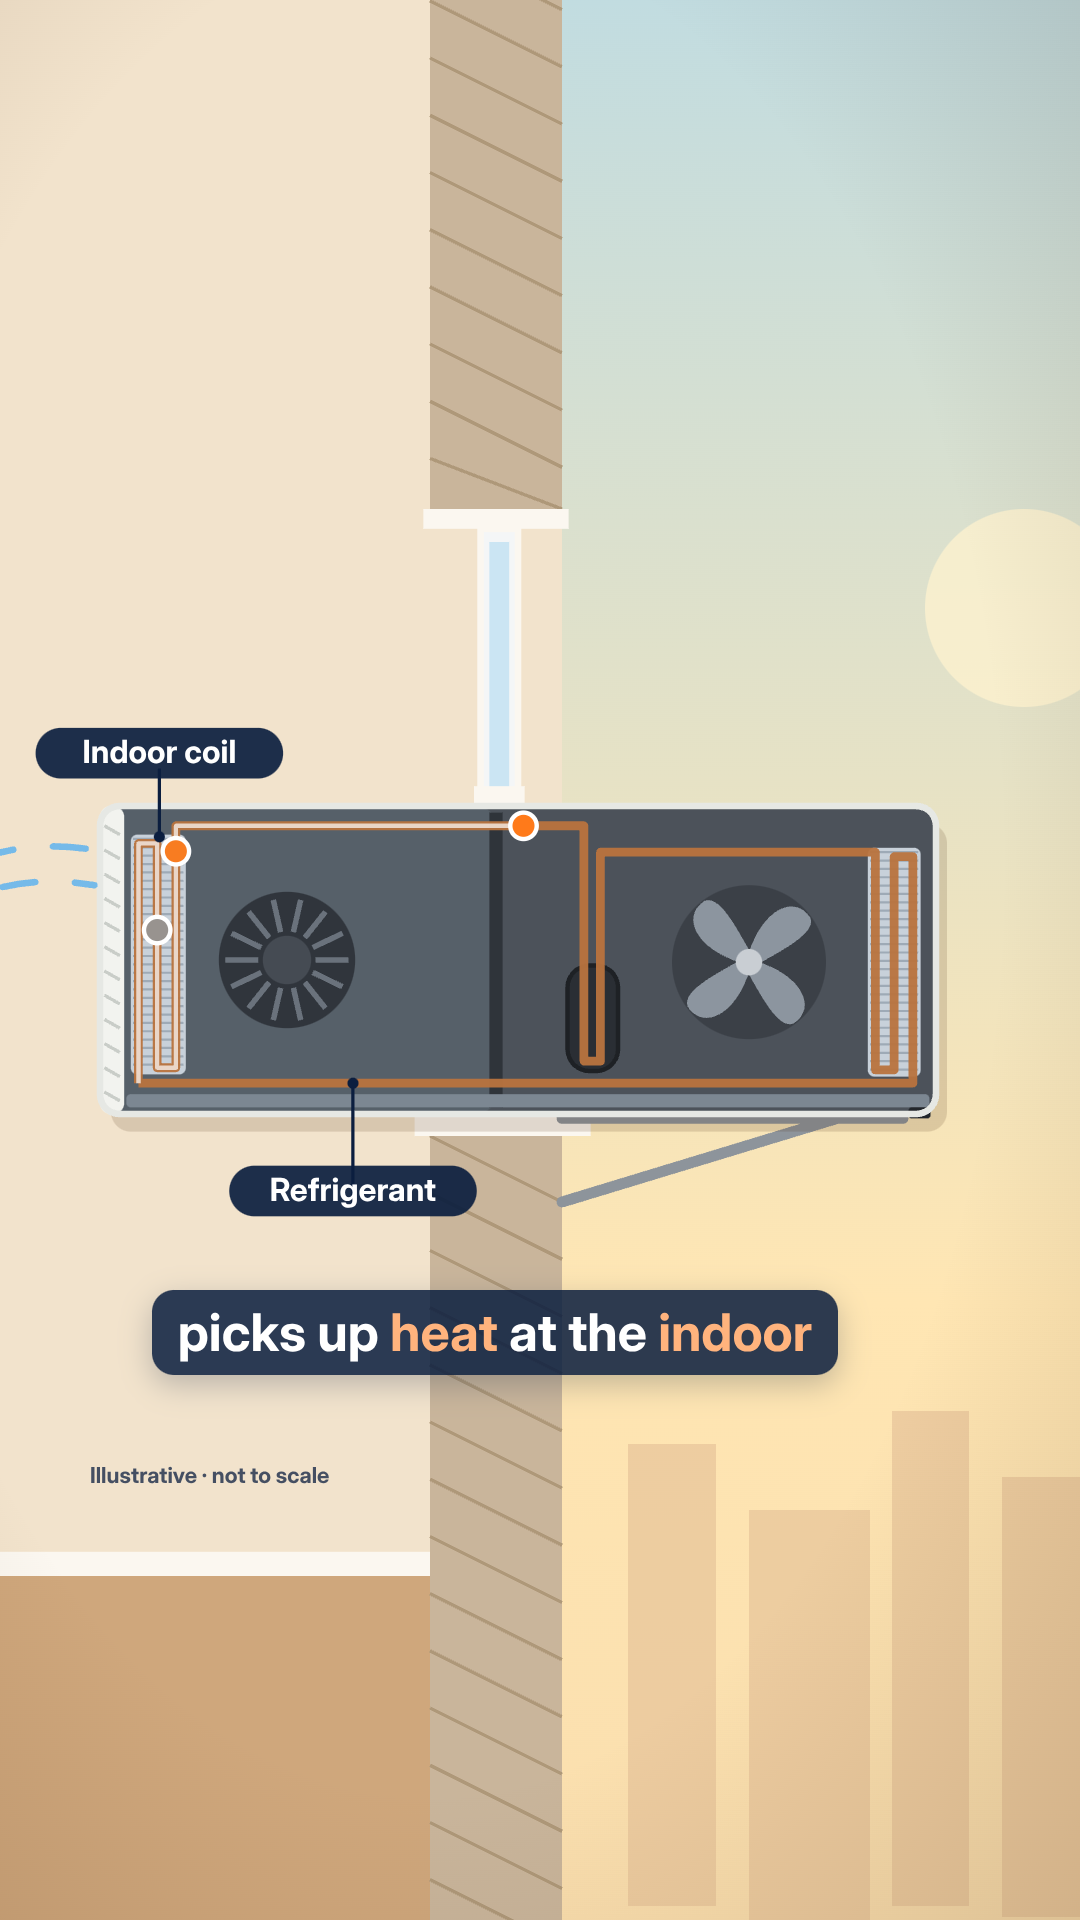 Indoor coil
Refrigerant
picks up heat at the indoor
Illustrative · not to scale